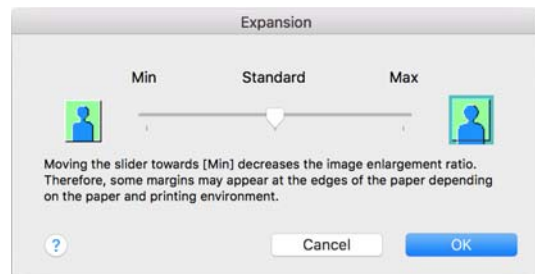 Expansion
Min Standard Max
Moving the slider towards [Min] decreases the image enlargement ratio.
Therefore, some margins may appear at the edges of the paper depending
on the paper and printing environment.
? Cancel OK